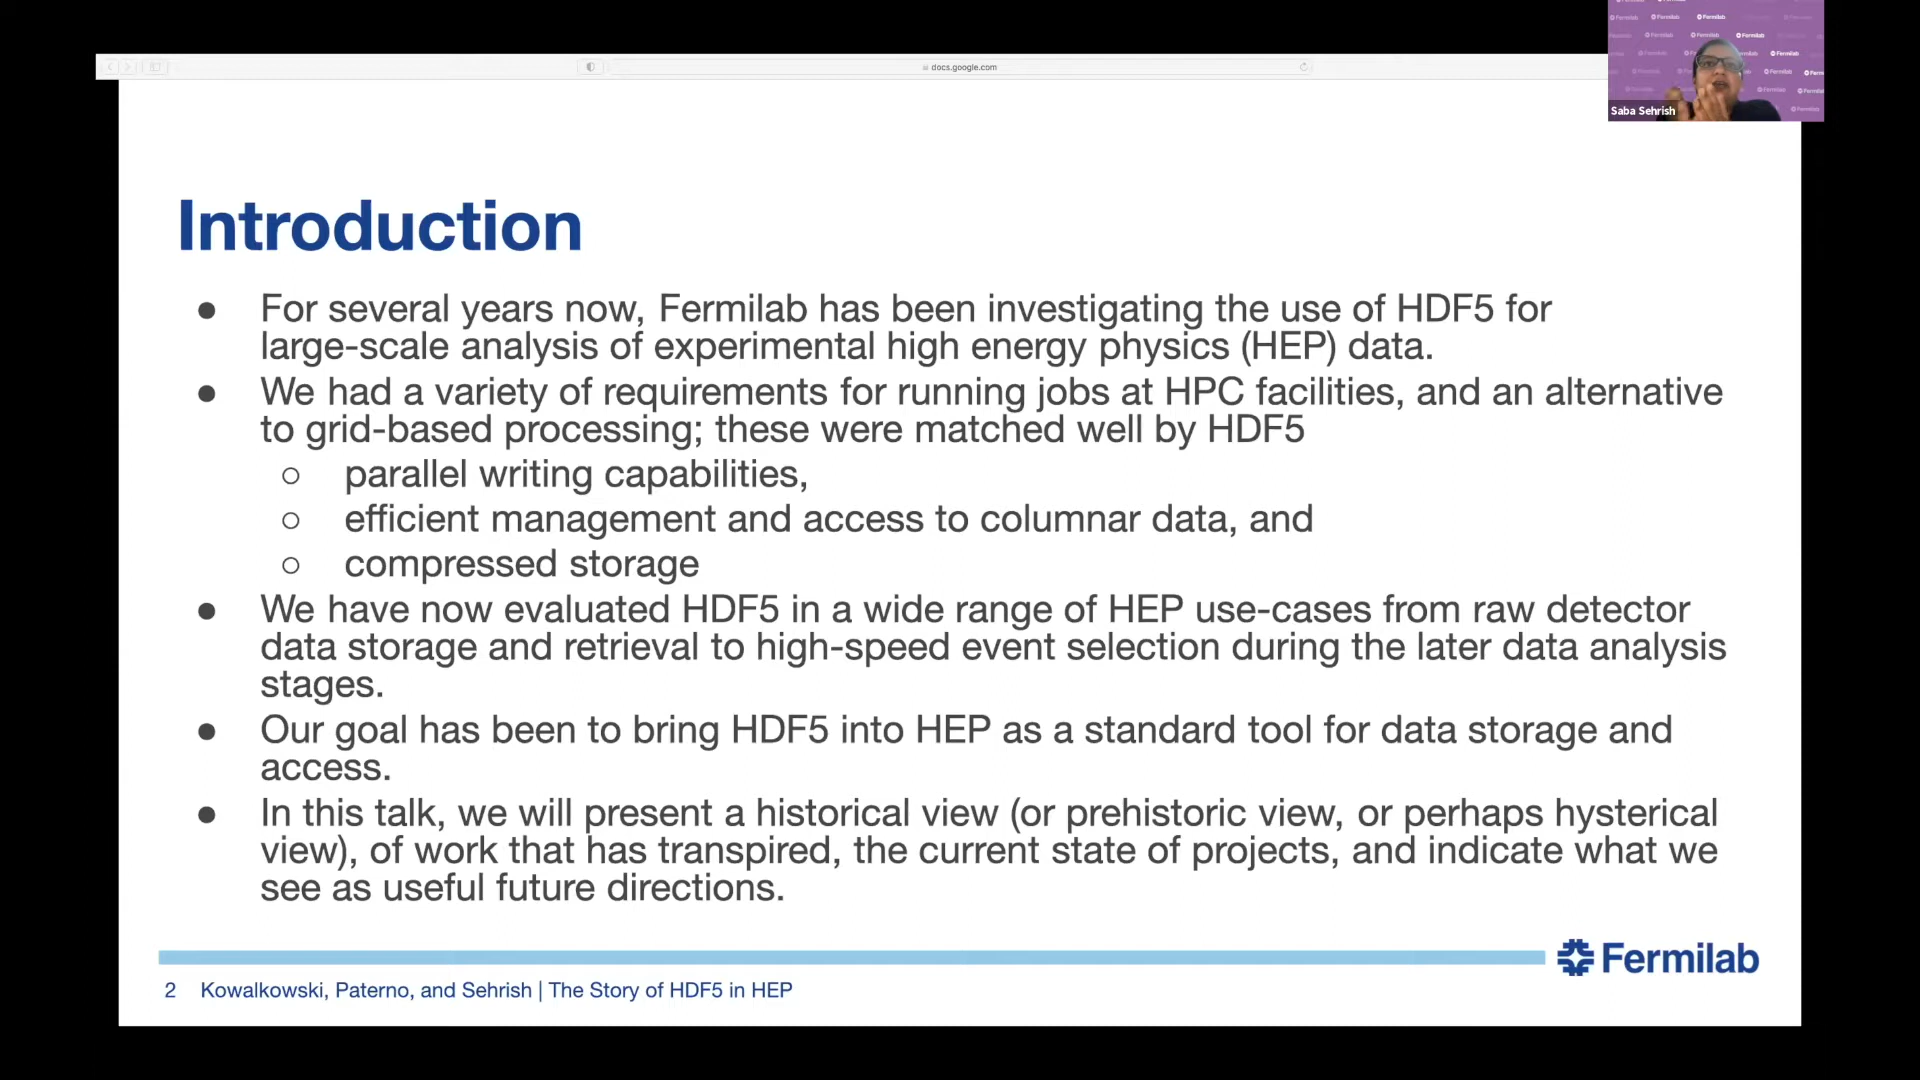 docs.google.com
Fermilab
Saba Sehrish
Introduction
● For several years now, Fermilab has been investigating the use of HDF5 for
large-scale analysis of experimental high energy physics (HEP) data.
● We had a variety of requirements for running jobs at HPC facilities, and an alternative
to grid-based processing; these were matched well by HDF5
○ parallel writing capabilities,
○ efficient management and access to columnar data, and
○ compressed storage
● We have now evaluated HDF5 in a wide range of HEP use-cases from raw detector
data storage and retrieval to high-speed event selection during the later data analysis
stages.
● Our goal has been to bring HDF5 into HEP as a standard tool for data storage and
access.
● In this talk, we will present a historical view (or prehistoric view, or perhaps hysterical
view), of work that has transpired, the current state of projects, and indicate what we
see as useful future directions.
Fermilab
2 Kowalkowski, Paterno, and Sehrish | The Story of HDF5 in HEP